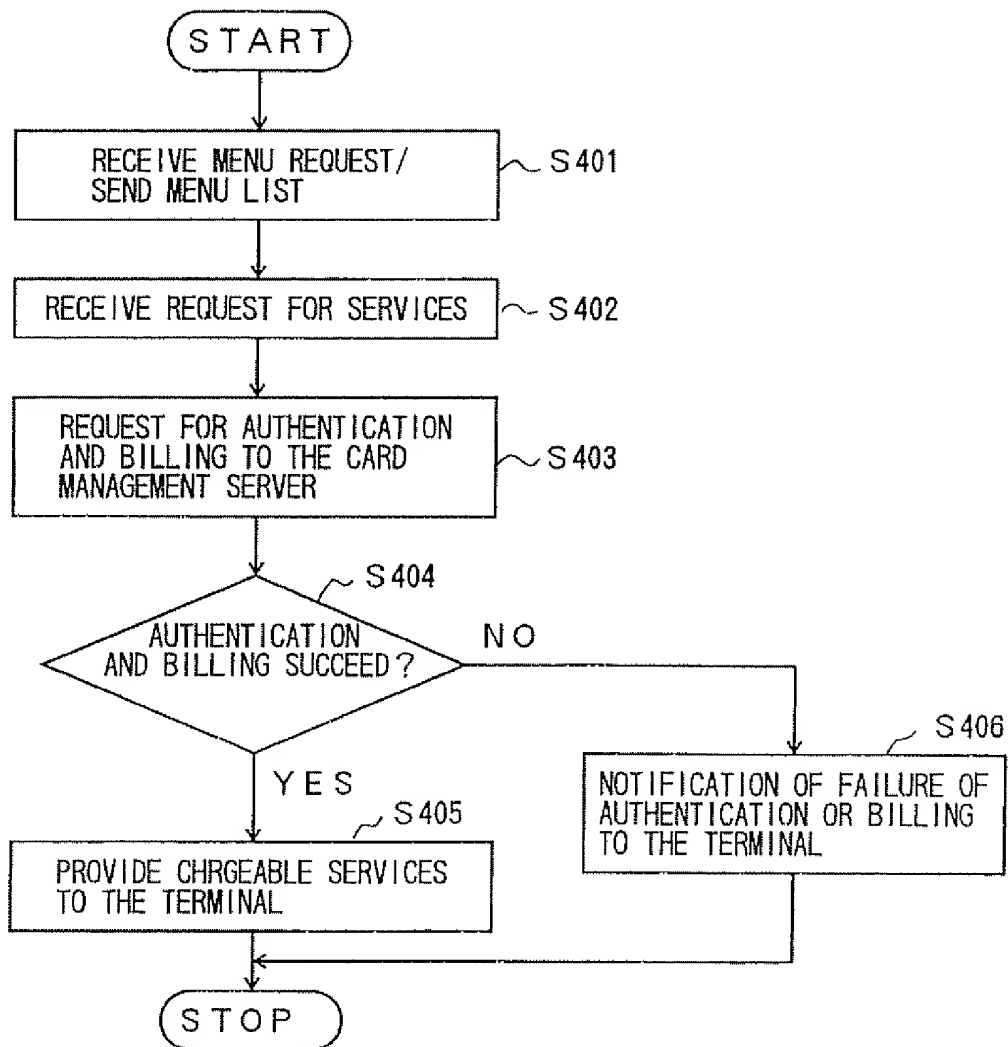 START
RECEIVE MENU REQUEST/
SEND MENU LIST
S401
RECEIVE REQUEST FOR SERVICES
S402
REQUEST FOR AUTHENTICATION
AND BILLING TO THE CARD
MANAGEMENT SERVER
S403
S404
AUTHENTICATION
AND BILLING SUCCEED?
NO
YES
S406
NOTIFICATION OF FAILURE OF
AUTHENTICATION OR BILLING
TO THE TERMINAL
S405
PROVIDE CHRGEABLE SERVICES
TO THE TERMINAL
STOP